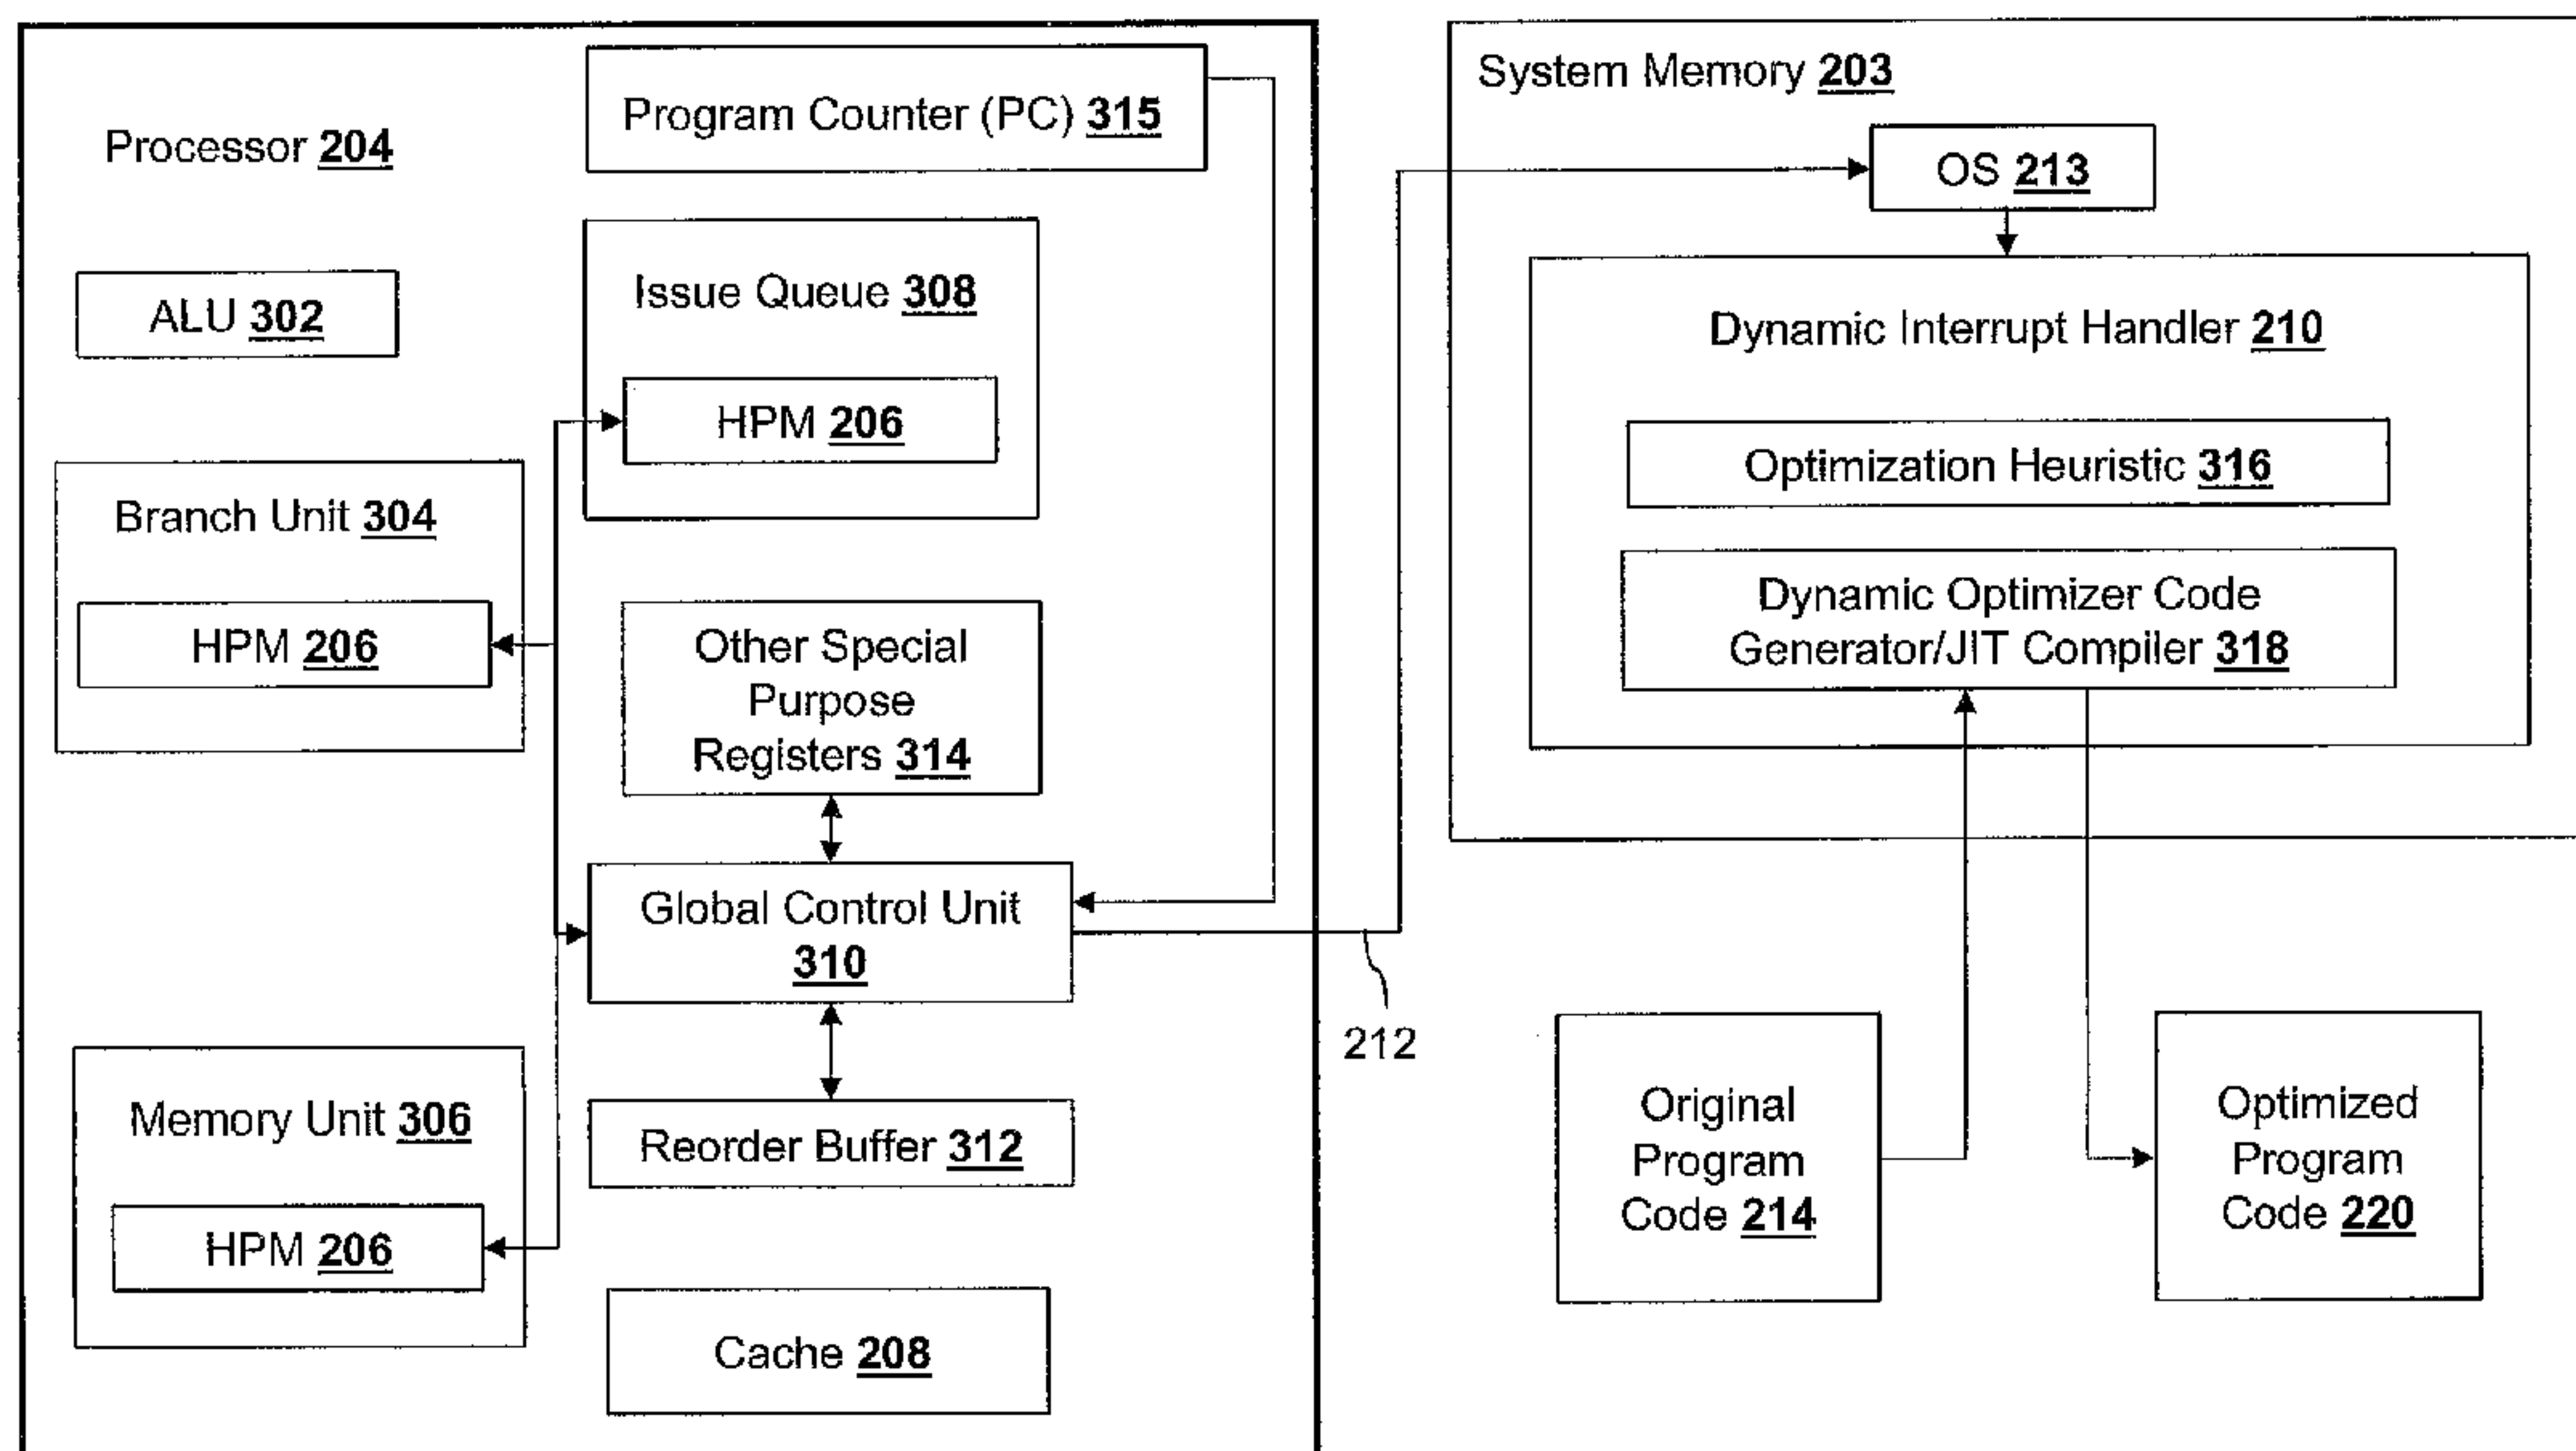 Processor 204
Program Counter (PC) 315
ALU 302
Issue Queue 308
HPM 206
Branch Unit 304
HPM 206
Other Special
Purpose
Registers 314
Global Control Unit
310
Memory Unit 306
HPM 206
Reorder Buffer 312
Cache 208
212
System Memory 203
OS 213
Dynamic Interrupt Handler 210
Optimization Heuristic 316
Dynamic Optimizer Code
Generator/JIT Compiler 318
Original
Program
Code 214
Optimized
Program
Code 220